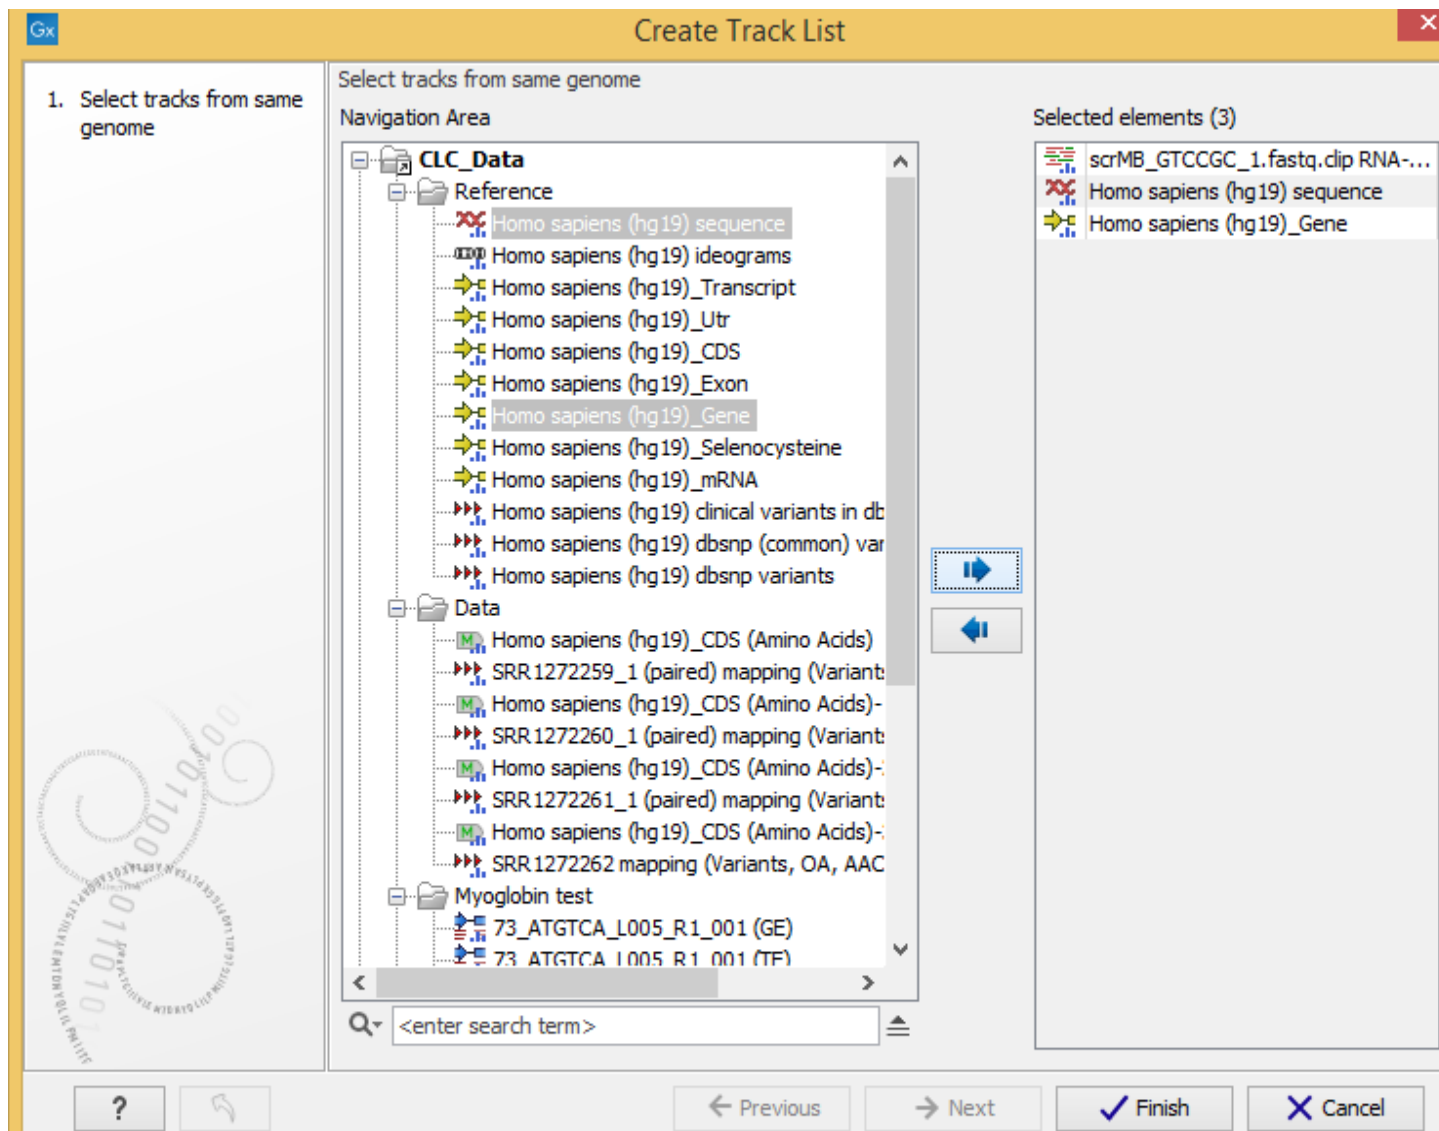 Gx
Create Track List
1. Select tracks from same
genome
Select tracks from same genome
Navigation Area
CLC_Data
Reference
Homo sapiens (hg19) sequence
Homo sapiens (hg19) ideograms
Homo sapiens (hg19)_Transcript
Homo sapiens (hg19)_Utr
Homo sapiens (hg19)_CDS
Homo sapiens (hg19)_Exon
Homo sapiens (hg19)_Gene
Homo sapiens (hg19)_Selenocysteine
Homo sapiens (hg19)_mRNA
Homo sapiens (hg19) clinical variants in db
Homo sapiens (hg19) dbsnp (common) var
Homo sapiens (hg19) dbsnp variants
Data
Homo sapiens (hg19)_CDS (Amino Acids)
SRR1272259_1 (paired) mapping (Variants
Homo sapiens (hg19)_CDS (Amino Acids)-
SRR1272260_1 (paired) mapping (Variants
Homo sapiens (hg19)_CDS (Amino Acids)-
SRR1272261_1 (paired) mapping (Variants
Homo sapiens (hg19)_CDS (Amino Acids)-
SRR1272262 mapping (Variants, OA, AAC
Myoglobin test
73_ATGTCA_L005_R1_001 (GE)
73_ATGTCA_L005_R1_001 (TE)
<enter search term>
Selected elements (3)
scrMB_GTCCGC_1.fastq.clip RNA-...
Homo sapiens (hg19) sequence
Homo sapiens (hg19)_Gene
?
Previous
Next
Finish
Cancel